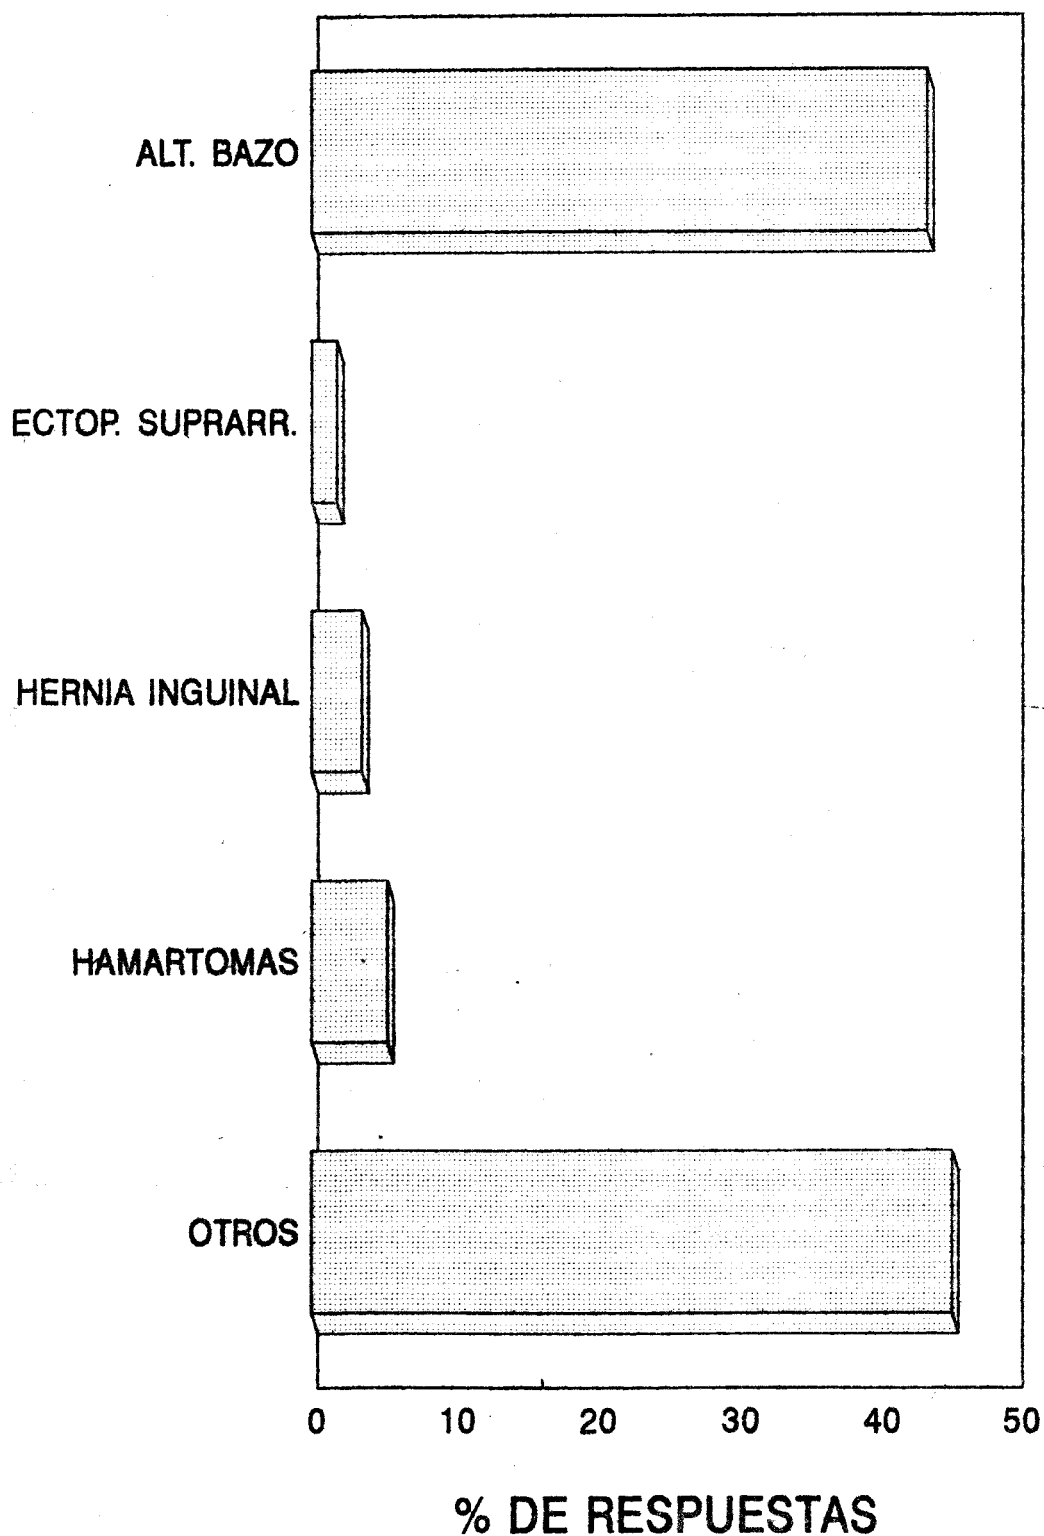 ALT. BAZO
ECTOP. SUPRARR.
HERNIA INGUINAL
HAMARTOMAS
OTROS
0 10 20 30 40 50
% DE RESPUESTAS